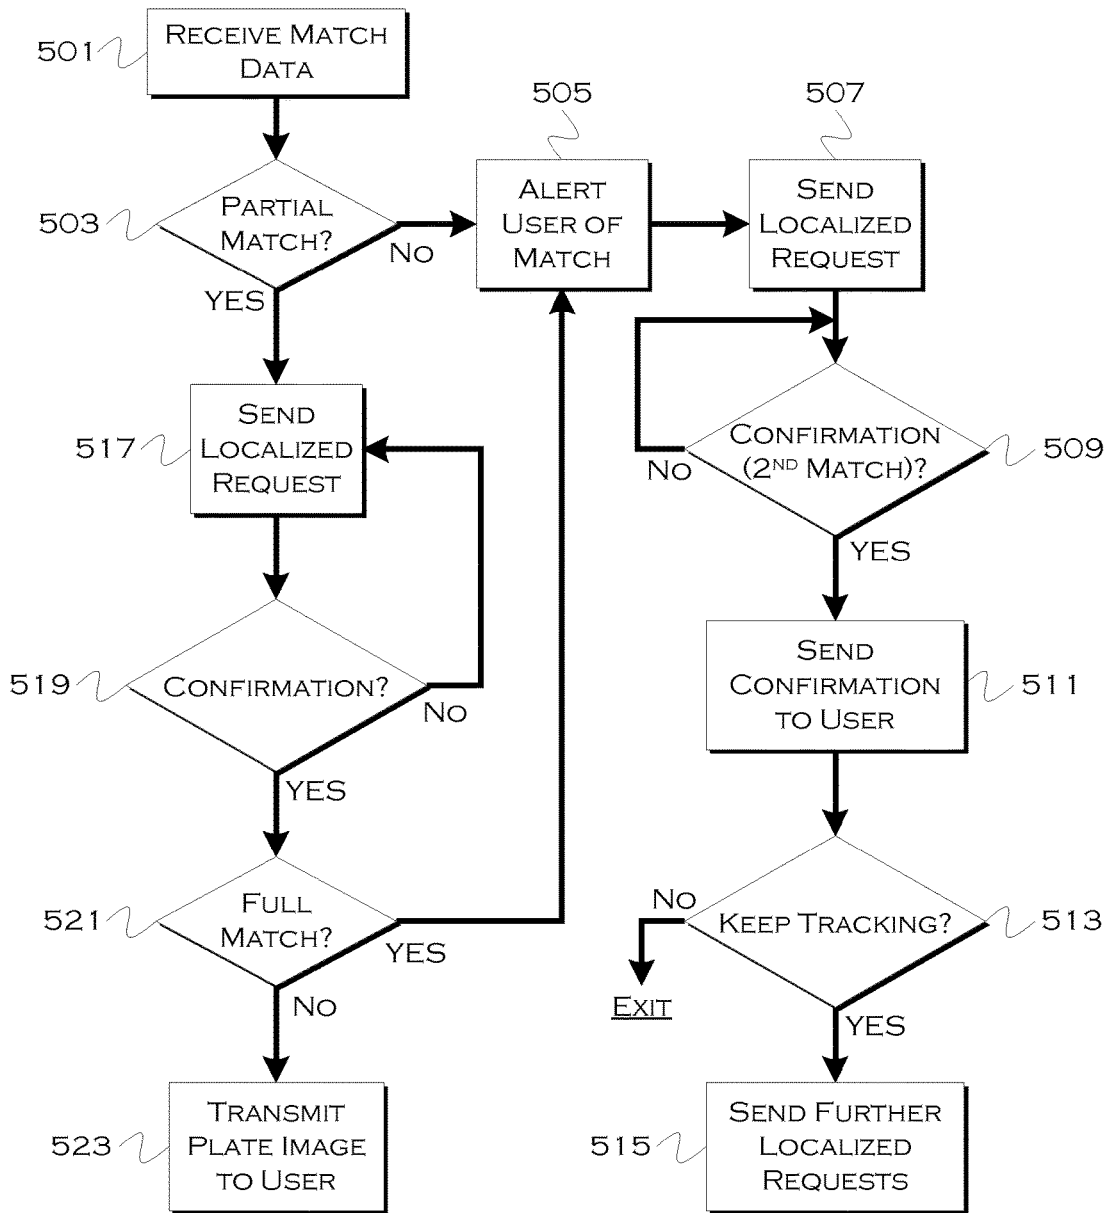 501
RECEIVE MATCH
DATA
503
PARTIAL
MATCH?
NO
YES
505
ALERT
USER OF
MATCH
507
SEND
LOCALIZED
REQUEST
517
SEND
LOCALIZED
REQUEST
NO
CONFIRMATION
(2ND MATCH)?
509
YES
519
CONFIRMATION?
NO
YES
SEND
CONFIRMATION
TO USER
511
521
FULL
MATCH?
YES
NO
NO
KEEP TRACKING?
513
EXIT
YES
523
TRANSMIT
PLATE IMAGE
TO USER
515
SEND FURTHER
LOCALIZED
REQUESTS